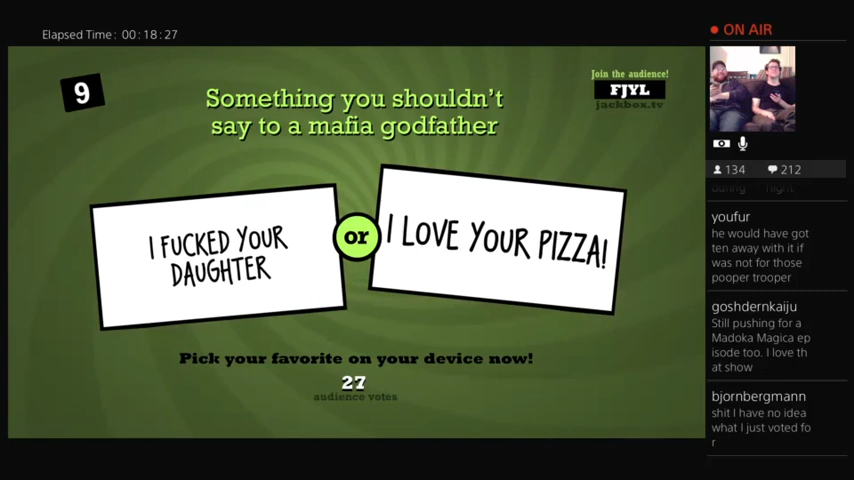 Elapsed Time: 00:18:27
ON AIR
9
Something you shouldn't
say to a mafia godfather
Join the audience!
FJYL
jackbox.tv
I FUCKED YOUR
DAUGHTER
or
I LOVE YOUR PIZZA!
Pick your favorite on your device now!
27
audience votes
134
212
during night.
youfur
he would have got
ten away with it if
was not for those
pooper trooper
goshdernkaiju
Still pushing for a
Madoka Magica ep
isode too. I love th
at show
bjornbergmann
shit I have no idea
what I just voted fo
r